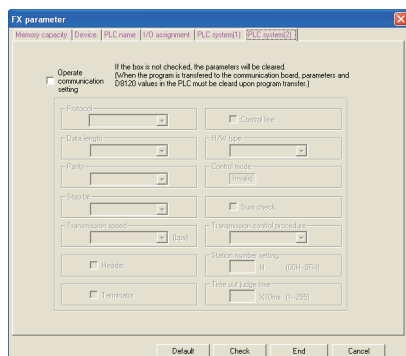 FX parameter
Memory capacity Device PLC name I/O assignment PLC system(1) PLC system(2)
Operate communication setting
If the box is not checked, the parameters will be cleared.
(When the program is transfered to the communication board, parameters and
D8120 values in the PLC must be cleard upon program transfer.)
Protocol
Control line
Data length
H/W type
Parity
Control mode
Invalid
Stop bit
Sum check
Transmission speed
(bps)
Transmission control procedure
Header
Station number setting
H (00H~0FH)
Terminator
Time out judge time
X10ms (1~255)
Default Check End Cancel